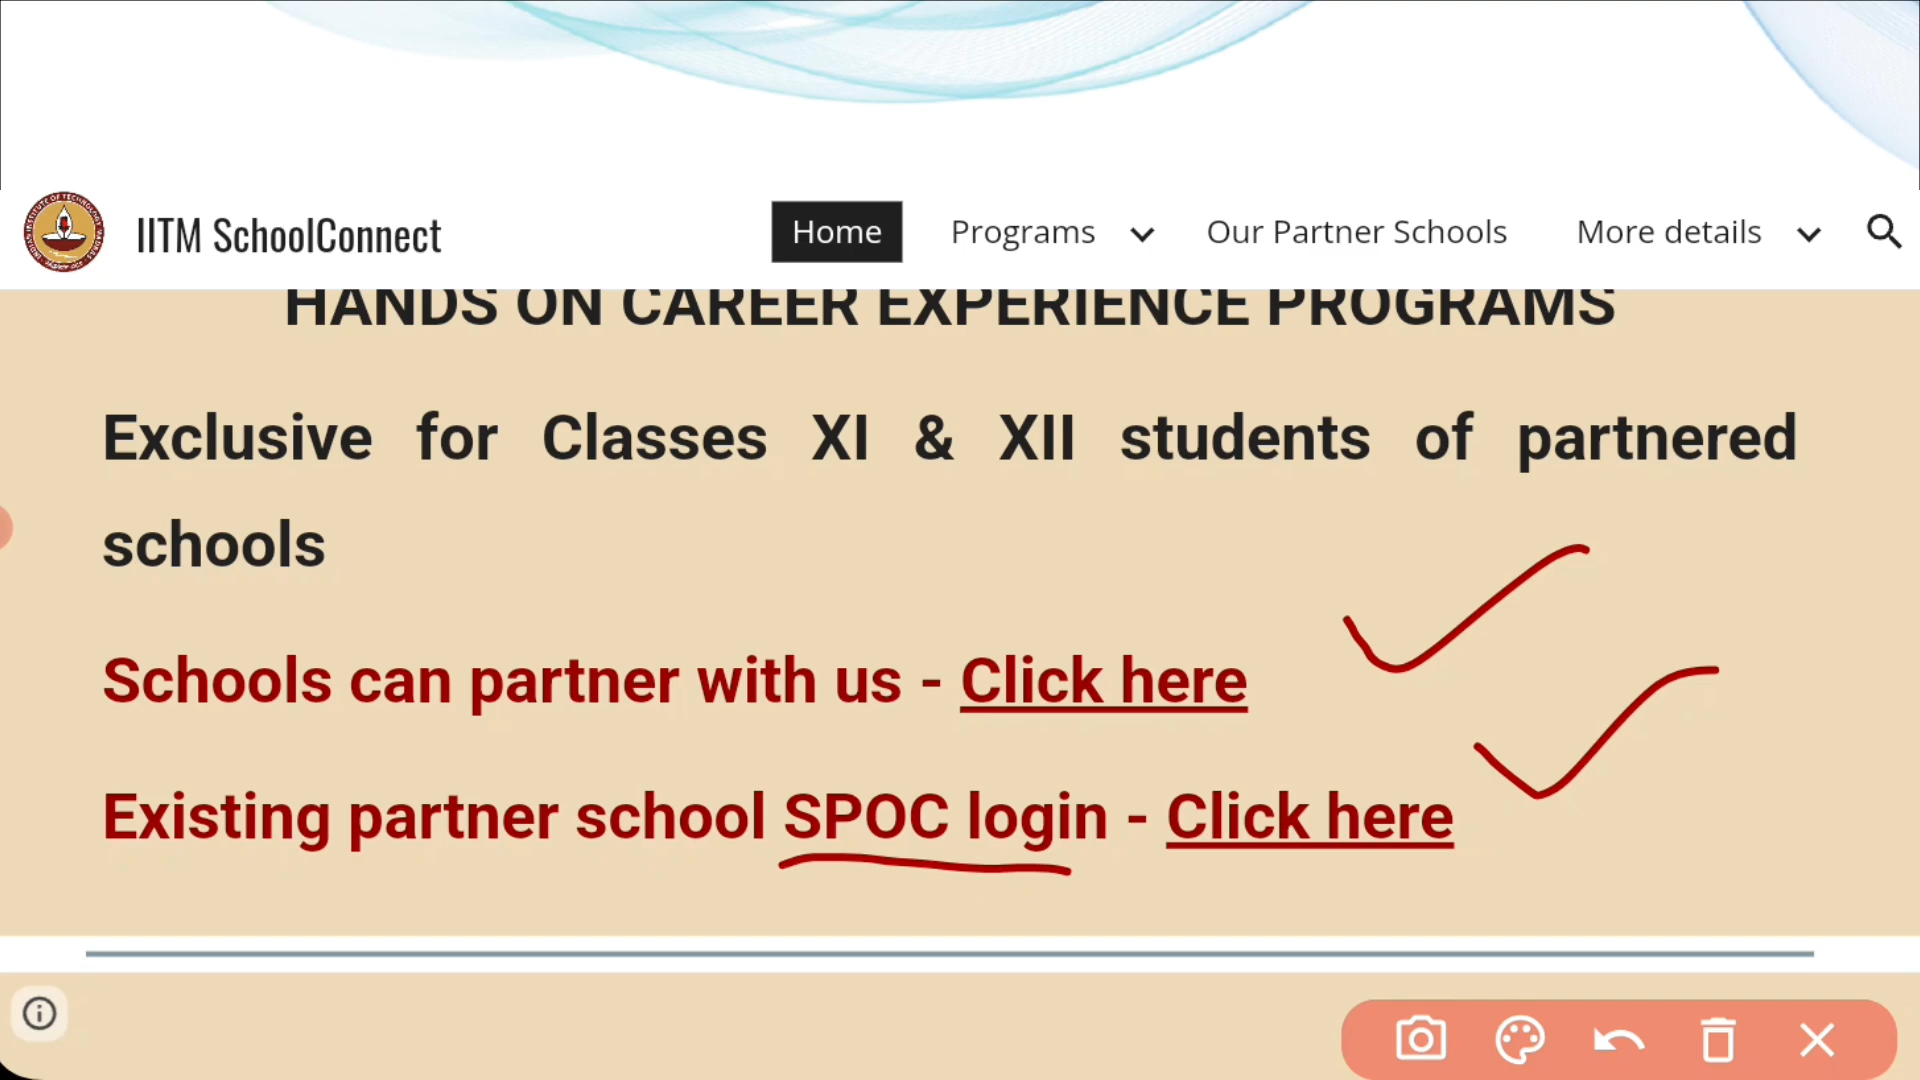 IITM SchoolConnect
Home
Programs
Our Partner Schools
More details
HANDS ON CAREER EXPERIENCE PROGRAMS
Exclusive for Classes XI & XII students of partnered
schools
Schools can partner with us - Click here
Existing partner school SPOC login - Click here